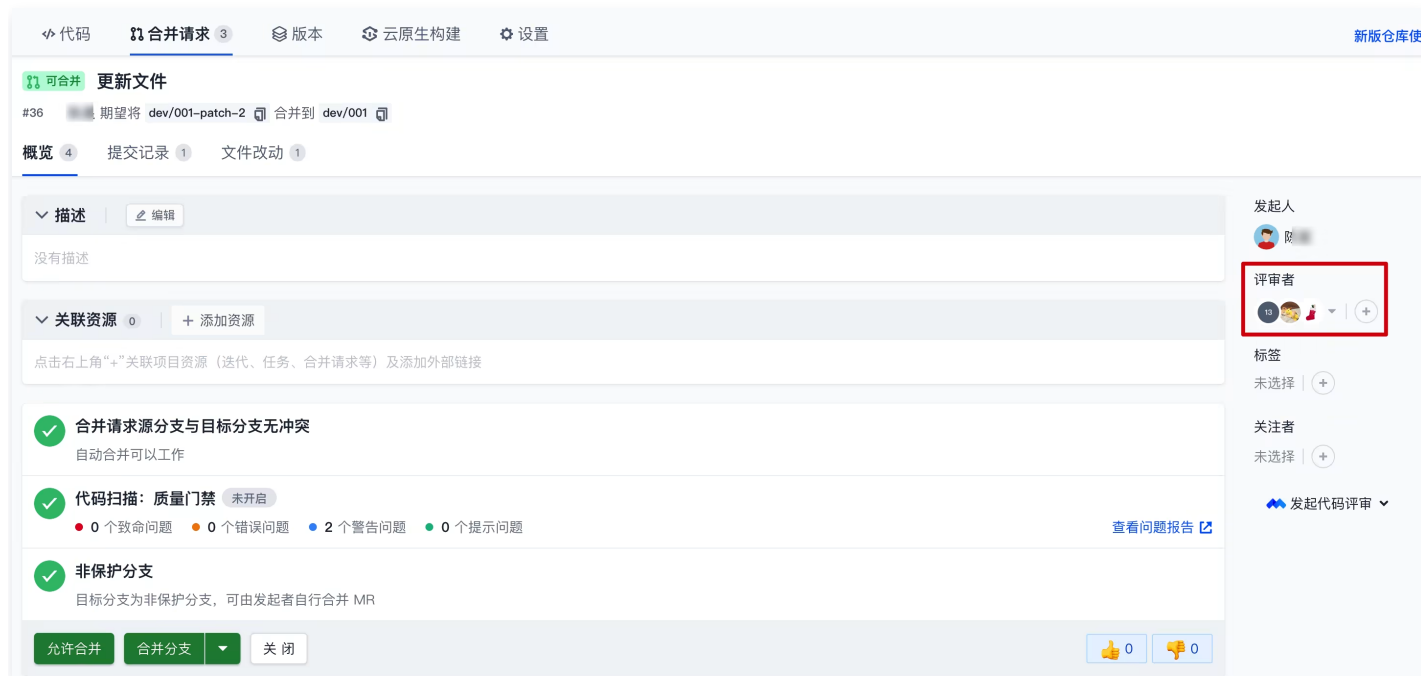 代码 合并请求 3 版本 云原生构建 设置 新版仓库使
可合并 更新文件
#36 期望将 dev/001-patch-2 合并到 dev/001
概览 4 提交记录 1 文件改动 1
描述 编辑
没有描述
关联资源 0 添加资源
点击右上角“+”关联项目资源（迭代、任务、合并请求等）及添加外部链接
合并请求源分支与目标分支无冲突
自动合并可以工作
代码扫描：质量门禁 未开启
0 个致命问题 0 个错误问题 2 个警告问题 0 个提示问题 查看问题报告
非保护分支
目标分支为非保护分支，可由发起者自行合并 MR
允许合并 合并分支 关 闭 0 0
发起人
评审者
13
标签
未选择
关注者
未选择
发起代码评审